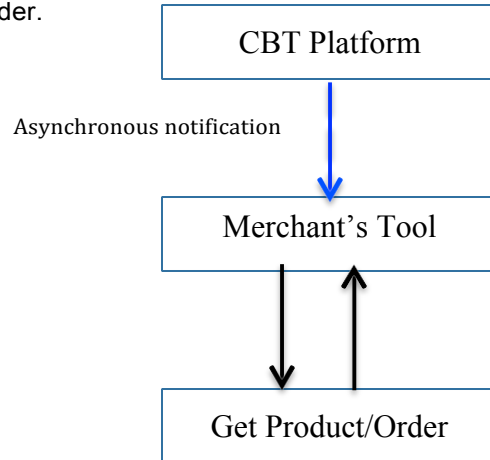 der.
CBT Platform
Asynchronous notification
Merchant's Tool
Get Product/Order